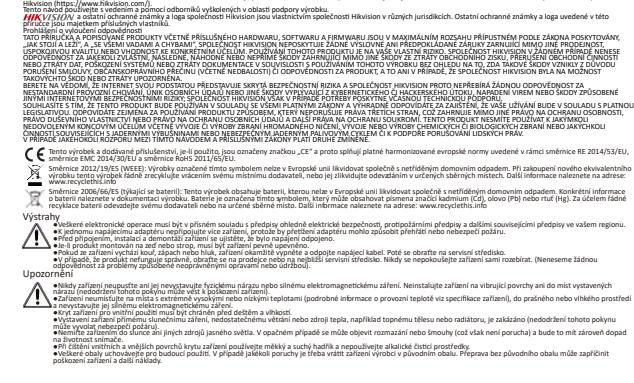 Hikvision (https://www.hikvision.com/).
Tento návod používejte s vedením a pomocí odborníků vyškolených v oblasti podpory výrobku.
HIKVISION a ostatní ochranné známky a loga společnosti Hikvision jsou vlastnictvím společnosti Hikvision v různých jurisdikcích. Ostatní ochranné známky a loga uvedené v této
příručce jsou majetkem příslušných vlastníků.
Prohlášení o vyloučení odpovědnosti
TATO PŘÍRUČKA A POPSANÉ VÝROBKY VČETNĚ PŘÍSLUŠNÉHO HARDWARU, SOFTWARU A FIRMWARU JSOU V MAXIMÁLNÍM ROZSAHU PŘÍPUSTNÉM PODLE ZÁKONA POSKYTOVÁNY,
„JAK STOJÍ A LEŽÍ“, A „SE VŠEMI VADAMI A CHYBAMI“. SPOLEČNOST HIKVISION NEPOSKYTUJE ŽÁDNÉ VÝSLOVNÉ ANI PŘEDPOKLÁDANÉ ZÁRUKY ZARNUJÍCÍ MIMO JINÉ PRODEJNOST,
USPOKOJIVOU KVALITU NEBO VHODNOST KE KONKRÉTNÍM ÚČELŮM. POUŽÍVÁNÍ TOHOTO PRODUKTU JE NA VAŠE VLASTNÍ RIZIKO. SPOLEČNOST HIKVISION V ŽÁDNÉM PŘÍPADĚ NENESE
ODPOVĚDNOST ZA JAKÉKOLI ZVLÁŠTNÍ, NÁSLEDNÉ, NÁHODNÉ NEBO NEPŘÍMÉ ŠKODY ZAHRNUJÍCÍ MIMO JINÉ ŠKODY ZE ZTRÁTY OBCHODNÍHO ZISKU, PŘERUŠENÍ OBCHODNÍ ČINNOSTI
NEBO ZTRÁTY DAT, POŠKOZENÍ SYSTÉMŮ NEBO ZTRÁTY DOKUMENTACE V SOUVISLOSTI S POUŽÍVÁNÍM TOHOTO VÝROBKU BEZ OHLEDU NA TO, ZDA TAKOVÉ ŠKODY VZNIKLY Z DŮVODU
PORUŠENÍ SMLOUVY, OBČANSKOPRÁVNÍHO PŘEČINU (VČETNĚ NEDBALOSTI) ČI ODPOVĚDNOSTI ZA PRODUKT, A TO ANI V PŘÍPADĚ, ŽE SPOLEČNOST HIKVISION BYLA NA MOŽNOST
TAKOVÝCHTO ŠKOD NEBO ZTRÁTY UPOZORNĚNA.
BERETE NA VĚDOMÍ, ŽE INTERNET SVOU PODSTATOU PŘEDSTAVUJE SKRYTÁ BEZPEČNOSTNÍ RIZIKA A SPOLEČNOST HIKVISION PROTO NEPŘEBÍRÁ ŽÁDNOU ODPOVĚDNOST ZA
NESTANDARDNÍ PROVOZNÍ CHOVÁNÍ, ÚNIK OSOBNÍCH ÚDAJŮ NEBO JINÉ ŠKODY VYPLÝVAJÍCÍ Z KYBERNETICKÉHO ČI HACKERSKÉHO ÚTOKU, NAPADENÍ VIREM NEBO ŠKODY ZPŮSOBENÉ
JINÝMI INTERNETOVÝMI BEZPEČNOSTNÍMI RIZIKY; SPOLEČNOST HIKVISION VŠAK V PŘÍPADĚ POTŘEBY POSKYTNE VČASNOU TECHNICKOU PODPORU.
SOUHLASÍTE S TÍM, ŽE TENTO PRODUKT BUDE POUŽÍVÁN V SOULADU SE VŠEMI PLATNÝMI ZÁKONY A VÝHRADNĚ ODPOVÍDÁTE ZA ZAJIŠTĚNÍ, ŽE VAŠE UŽÍVÁNÍ BUDE V SOULADU S PLATNOU
LEGISLATIVOU. ODPOVÍDÁTE ZEJMÉNA ZA POUŽÍVÁNÍ PRODUKTU ZPŮSOBEM, KTERÝ NEPORUŠUJE PRÁVA TŘETÍCH STRAN, COŽ ZAHRNUJE MIMO JINÉ PRÁVO NA OCHRANU OSOBNOSTI,
PRÁVO DUŠEVNÍHO VLASTNICTVÍ NEBO PRÁVO NA OCHRANU OSOBNÍCH ÚDAJŮ A DALŠÍ PRÁVA NA OCHRANU SOUKROMÍ. TENTO PRODUKT NESMÍTE POUŽÍVAT K JAKÝMKOLI
NEDOVOLENÝM KONCOVÝM ÚČELŮM VČETNĚ VÝVOJE ČI VÝROBY ZBRANÍ HROMADNÉHO NIČENÍ, VÝVOJE NEBO VÝROBY CHEMICKÝCH ČI BIOLOGICKÝCH ZBRANÍ NEBO JAKÝCHKOLI
ČINNOSTÍ SOUVISEJÍCÍCH S JADERNÝMI VÝBUŠNINAMI NEBO NEBEZPEČNÝM JADERNÝM PALIVOVÝM CYKLEM ČI K PODPOŘE PORUŠOVÁNÍ LIDSKÝCH PRÁV.
V PŘÍPADĚ JAKÉHOKOLI ROZPORU MEZI TÍMTO NÁVODEM A PŘÍSLUŠNÝMI ZÁKONY PLATÍ DRUHÉ ZMÍNĚNÉ.
Tento výrobek a dodávané příslušenství, je-li použito, jsou označeny značkou „CE“ a proto splňují platné harmonizované evropské normy uvedené v rámci směrnice RE 2014/53/EU,
směrnice EMC 2014/30/EU a směrnice RoHS 2011/65/EU.
Směrnice 2012/19/ES (WEEE): Výrobky označené tímto symbolem nelze v Evropské unii likvidovat společně s netříděným domovním odpadem. Při zakoupení nového ekvivalentního
výrobku tento výrobek řádně zrecyklujte vrácením svému místnímu dodavateli, nebo jej zlikvidujte odevzdáním v určených sběrných místech. Další informace naleznete na adrese:
www.recyclethis.info
Směrnice 2006/66/ES (týkající se baterií): Tento výrobek obsahuje baterii, kterou nelze v Evropské unii likvidovat společně s netříděným domovním odpadem. Konkrétní informace
o baterii naleznete v dokumentaci výrobku. Baterie je označena tímto symbolem, který může obsahovat písmena značící kadmium (Cd), olovo (Pb) nebo rtuť (Hg). Za účelem řádné
recyklace baterii odevzdejte svému dodavateli nebo na určené sběrné místo. Další informace naleznete na adrese: www.recyclethis.info
Výstrahy
●Veškeré elektronické operace musí být v přísném souladu s předpisy ohledně elektrické bezpečnosti, protipožárními předpisy a dalšími souvisejícími předpisy ve vašem regionu.
●K jednomu napájecímu adaptéru nepřipojujte více zařízení, protože by přetížení adaptéru mohlo způsobit přehřátí nebo nebezpečí požáru.
●Před připojením, instalací a demontáží zařízení se ujistěte, že bylo napájení odpojeno.
●Je-li produkt montován na zeď nebo strop, musí být zařízení pevně upevněno.
●Pokud ze zařízení vychází kouř, zápach nebo hluk, zařízení okamžitě vypněte a odpojte napájecí kabel. Poté se obraťte na servisní středisko.
●V případě, že produkt nefunguje správně, obraťte se na prodejce nebo na nejbližší servisní středisko. Nikdy se nepokoušejte zařízení sami rozebírat. (Neneseme žádnou
odpovědnost za problémy způsobené neoprávněnými opravami nebo údržbou).
Upozornění
●Nikdy zařízení neupusťte ani jej nevystavujte fyzickému nárazu nebo silnému elektromagnetickému záření. Neinstalujte zařízení na vibrující povrchy ani do míst vystavených
nárazu (nedodržení tohoto pokynu může vést k poškození zařízení).
●Zařízení neumisťujte na místa s extrémně vysokými nebo nízkými teplotami (podrobné informace o provozní teplotě viz specifikace zařízení), do prašného nebo vlhkého prostředí
a nevystavujte jej silnému elektromagnetickému záření.
●Kryt zařízení pro vnitřní použití musí být chráněn před deštěm a vlhkostí.
●Vystavení zařízení přímému slunečnímu záření, nedostatečnému větrání nebo zdroji tepla, například topnému tělesu nebo radiátoru, je zakázáno (nedodržení tohoto pokynu
může vyvolat nebezpečí požáru).
●Nemiřte zařízením do slunce ani jiných zdrojů jasného světla. V opačném případě se může objevit rozmazání nebo šmouhy (což však není porucha) a bude to mít zároveň dopad
na životnost snímače.
●Při čištění vnitřních a vnějších povrchů krytu zařízení používejte měkký a suchý hadřík a nepoužívejte alkalické čisticí prostředky.
●Veškeré obaly uchovávejte pro budoucí použití. V případě jakékoli poruchy je třeba vrátit zařízení výrobci v původním obalu. Přeprava bez původního obalu může zapříčinit
poškození zařízení a další náklady.